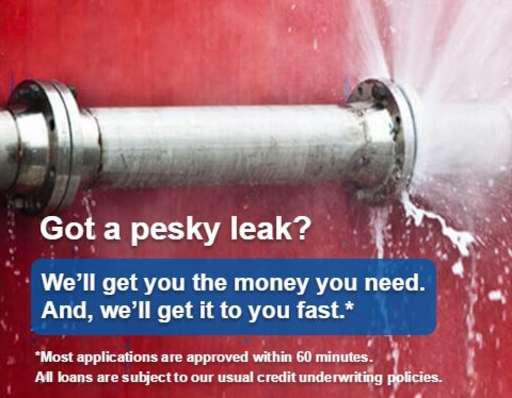 Got a pesky leak?
We'll get you the money you need.
And, we'll get it to you fast.*
*Most applications are approved within 60 minutes.
All loans are subject to our usual credit underwriting policies.